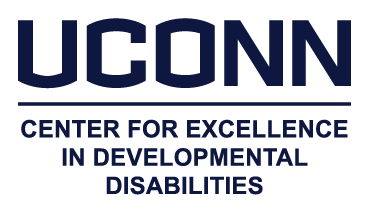 UCONN
CENTER FOR EXCELLENCE
IN DEVELOPMENTAL
DISABILITIES